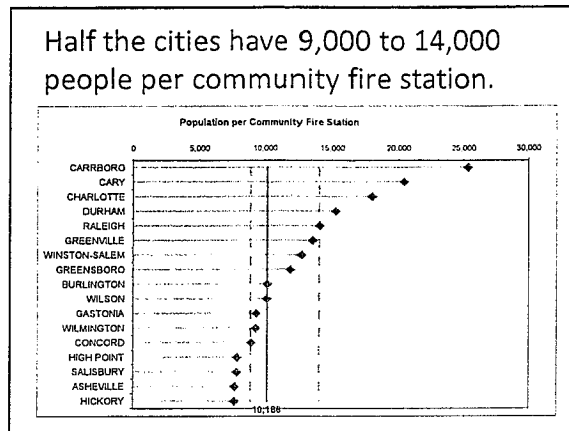 Half the cities have 9,000 to 14,000
people per community fire station.
Population per Community Fire Station
0 5,000 10,000 15,000 20,000 25,000 30,000
CARRBORO
CARY
CHARLOTTE
DURHAM
RALEIGH
GREENVILLE
WINSTON-SALEM
GREENSBORO
BURLINGTON
WILSON
GASTONIA
WILMINGTON
CONCORD
HIGH POINT
SALISBURY
ASHEVILLE
HICKORY
10,186